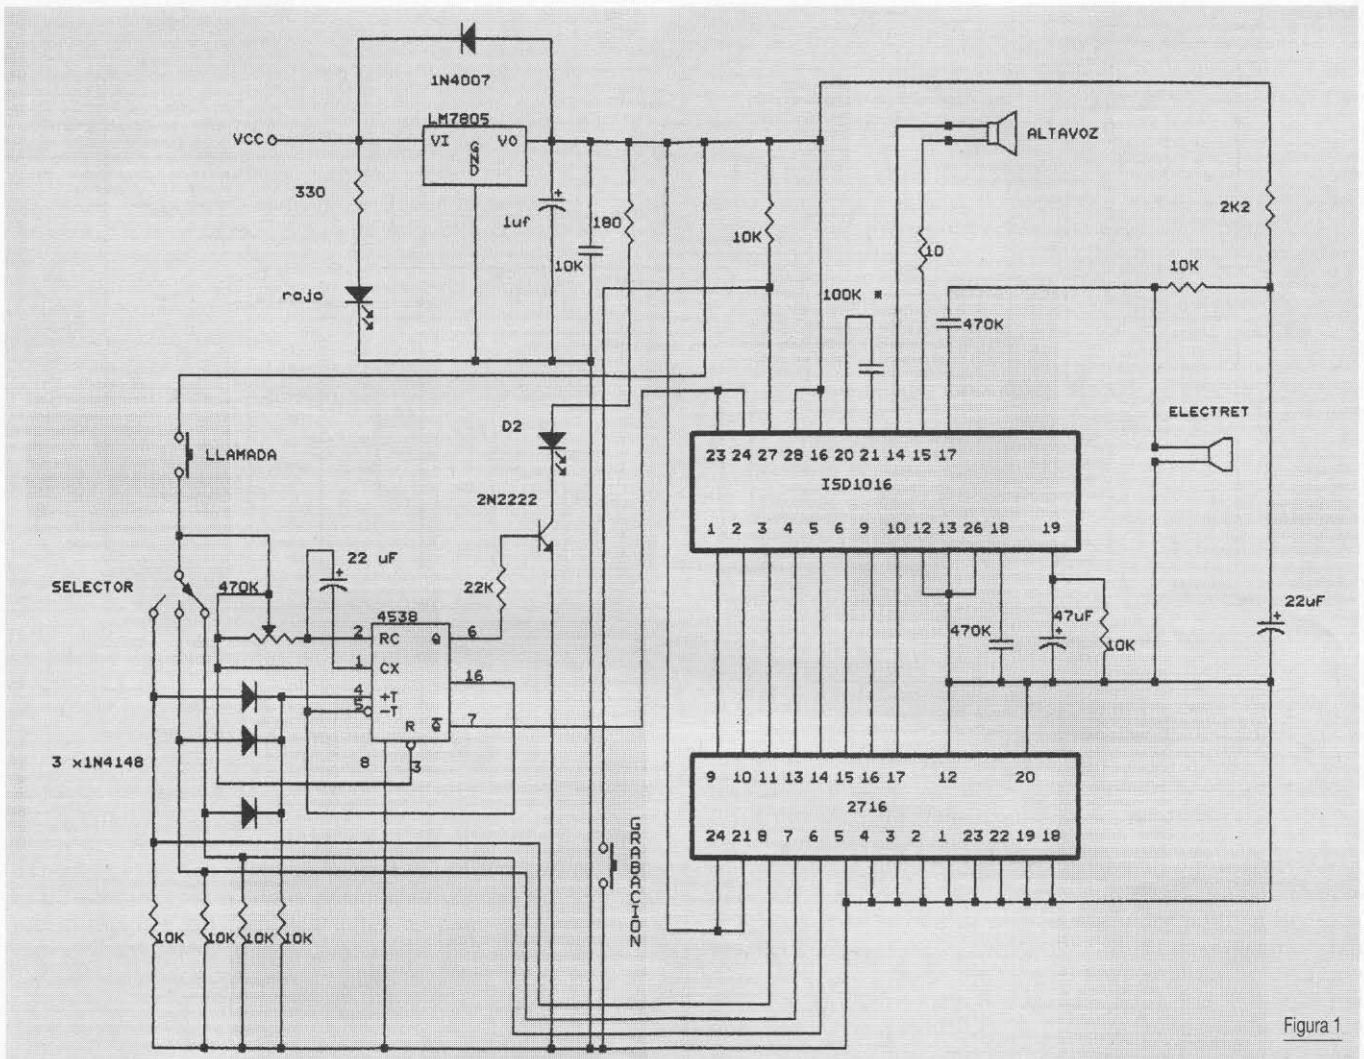 1N4007
LM7805
VCC VI VO
GND
ALTAVOZ
330
1uf 180
10K
2K2
10K
10
10K
rojo
100K *
470K
D2
ELECTRET
LLAMADA
23 24 27 28 16 20 21 14 15 17
ISD1016
1 2 3 4 5 6 9 10 12 13 26 18 19
2N2222
22 uF
SELECTOR 470K
22K
4538
2 RC Q 6
1 CX
16
4 +T
5 -T
R Q̅ 7
8 3
3 x1N4148
470K
47uF
10K
22uF
9 10 11 13 14 15 16 17 12 20
2716
24 21 8 7 6 5 4 3 2 1 23 22 19 18
GRABACION
10K 10K 10K 10K
Figura 1